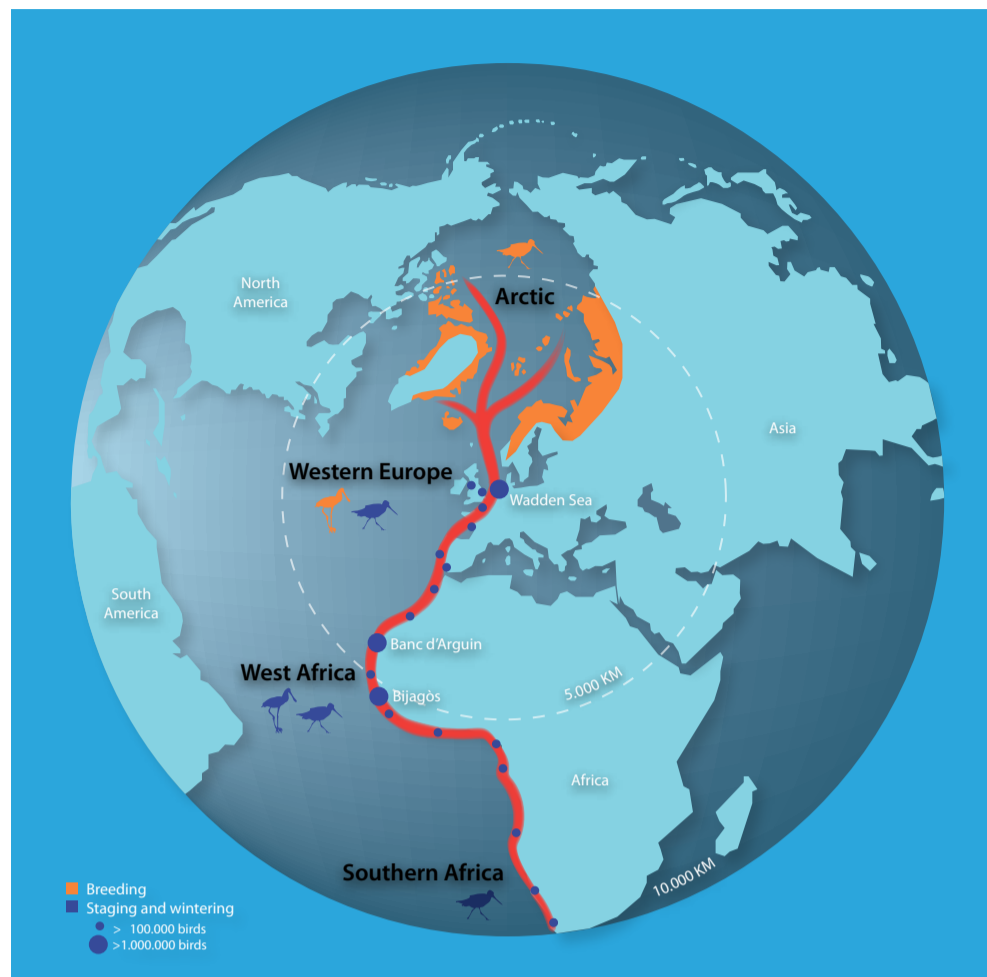 Arctic
North
America
Asia
Western Europe
Wadden Sea
South
America
Banc d'Arguin
West Africa
Bijagòs
5.000 KM
Africa
Southern Africa
10.000 KM
Breeding
Staging and wintering
> 100.000 birds
>1.000.000 birds